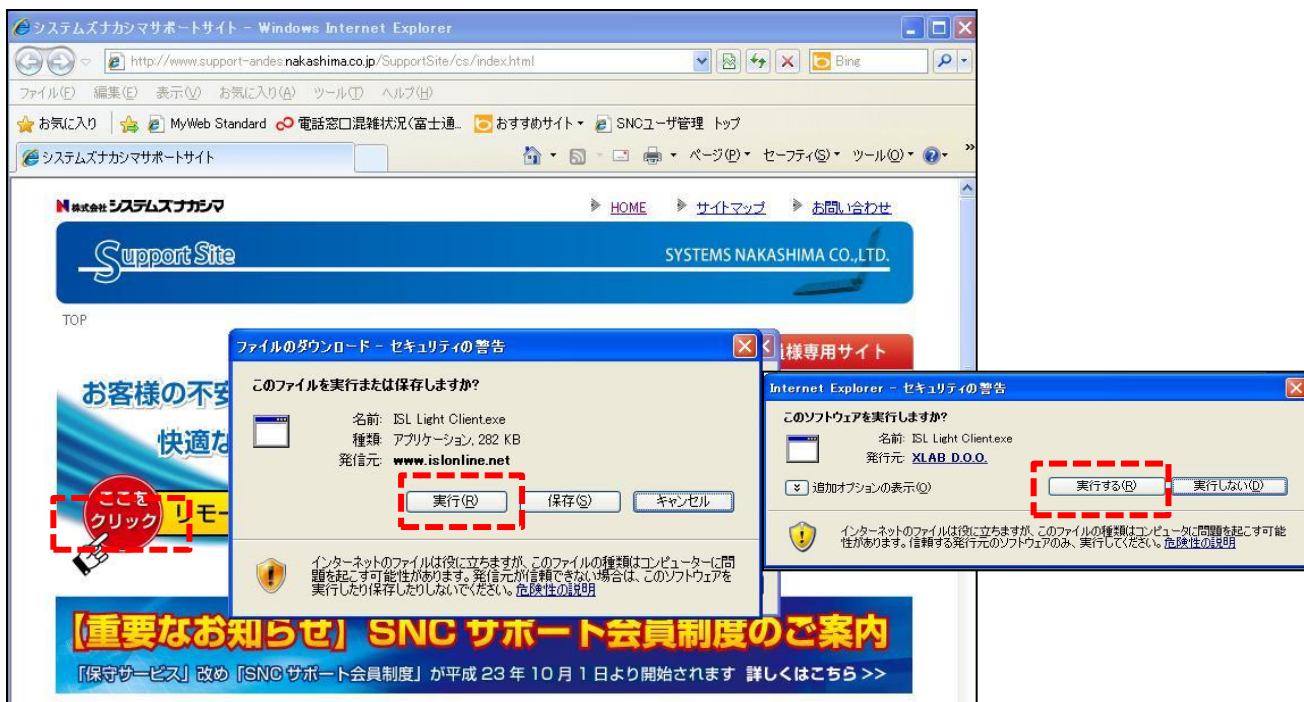 システムズナカシマサポートサイト - Windows Internet Explorer
http://www.support-andes.nakashima.co.jp/SupportSite/cs/index.html
Bing
ファイル(F) 編集(E) 表示(V) お気に入り(A) ツール(T) ヘルプ(H)
お気に入り MyWeb Standard 電話窓口混雑状況(富士通... おすすめサイト SNCユーザ管理 トップ
システムズナカシマサポートサイト ページ(P) セーフティ(S) ツール(O) »
株式会社システムズナカシマ HOME サイトマップ お問い合わせ
Support Site SYSTEMS NAKASHIMA CO.,LTD.
TOP
様専用サイト
お客様の不安
快適な
ここをクリック
リモー
ファイルのダウンロード - セキュリティの警告
このファイルを実行または保存しますか?
名前: ISL Light Client.exe
種類: アプリケーション, 282 KB
発信元: www.islonline.net
実行(R) 保存(S) キャンセル
インターネットのファイルは役に立ちますが、このファイルの種類はコンピューターに問
題を起こす可能性があります。発信元が信頼できない場合は、このソフトウェアを
実行したり保存したりしないでください。危険性の説明
Internet Explorer - セキュリティの警告
このソフトウェアを実行しますか?
名前: ISL Light Client.exe
発行元: XLAB D.O.O.
追加オプションの表示(O) 実行する(R) 実行しない(D)
インターネットのファイルは役に立ちますが、このファイルの種類はコンピュータに問題を起こす可能
性があります。信頼する発行元のソフトウェアのみ、実行してください。危険性の説明
【重要なお知らせ】 SNC サポート会員制度のご案内
『保守サービス』改め『SNC サポート会員制度』が平成 23 年 10 月 1 日より開始されます 詳しくはこちら >>